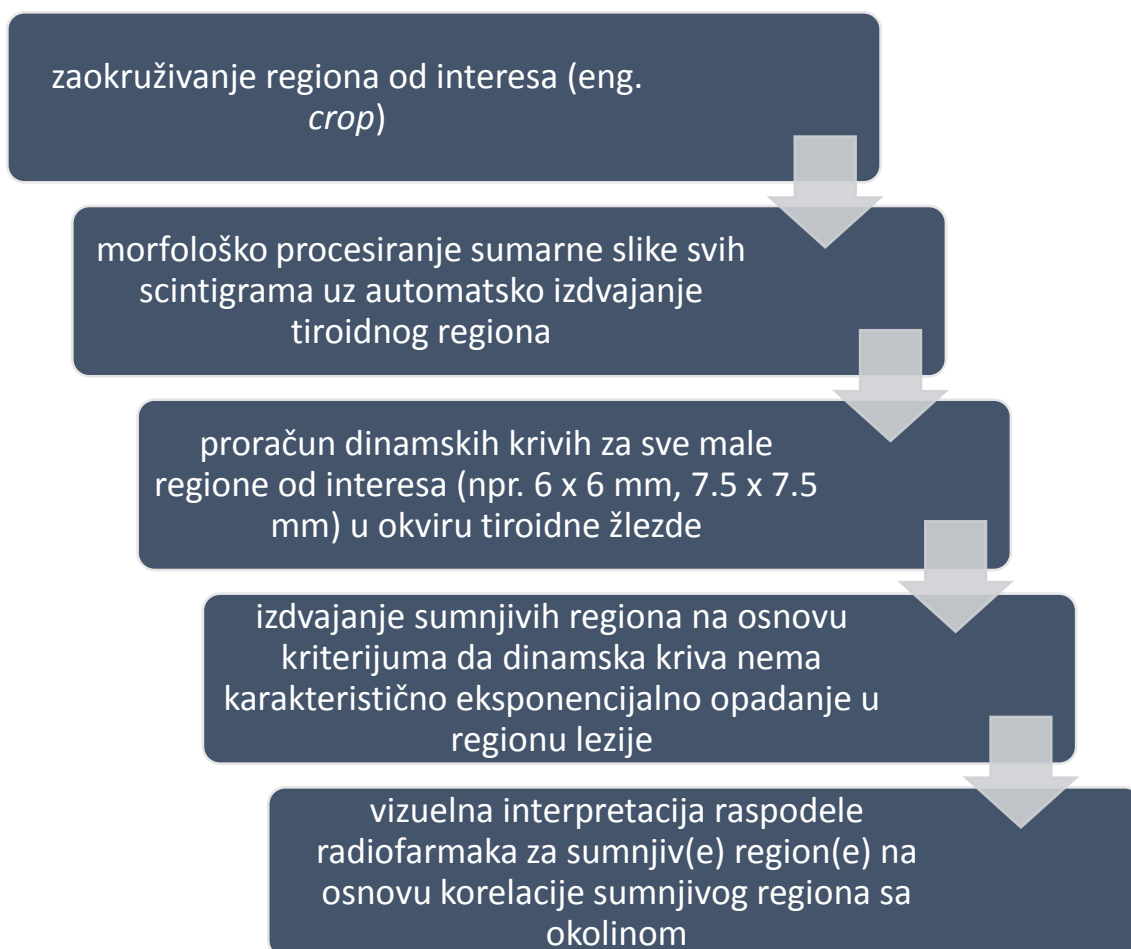 zaokruživanje regiona od interesa (eng.
crop)
morfološko procesiranje sumarne slike svih
scintigrama uz automatsko izdvajanje
tiroidnog regiona
proračun dinamskih krivih za sve male
regione od interesa (npr. 6 x 6 mm, 7.5 x 7.5
mm) u okviru tiroidne žlezde
izdvajanje sumnjivih regiona na osnovu
kriterijuma da dinamska kriva nema
karakteristično eksponencijalno opadanje u
regionu lezije
vizuelna interpretacija raspodele
radiofarmaka za sumnjiv(e) region(e) na
osnovu korelacije sumnjivog regiona sa
okolinom